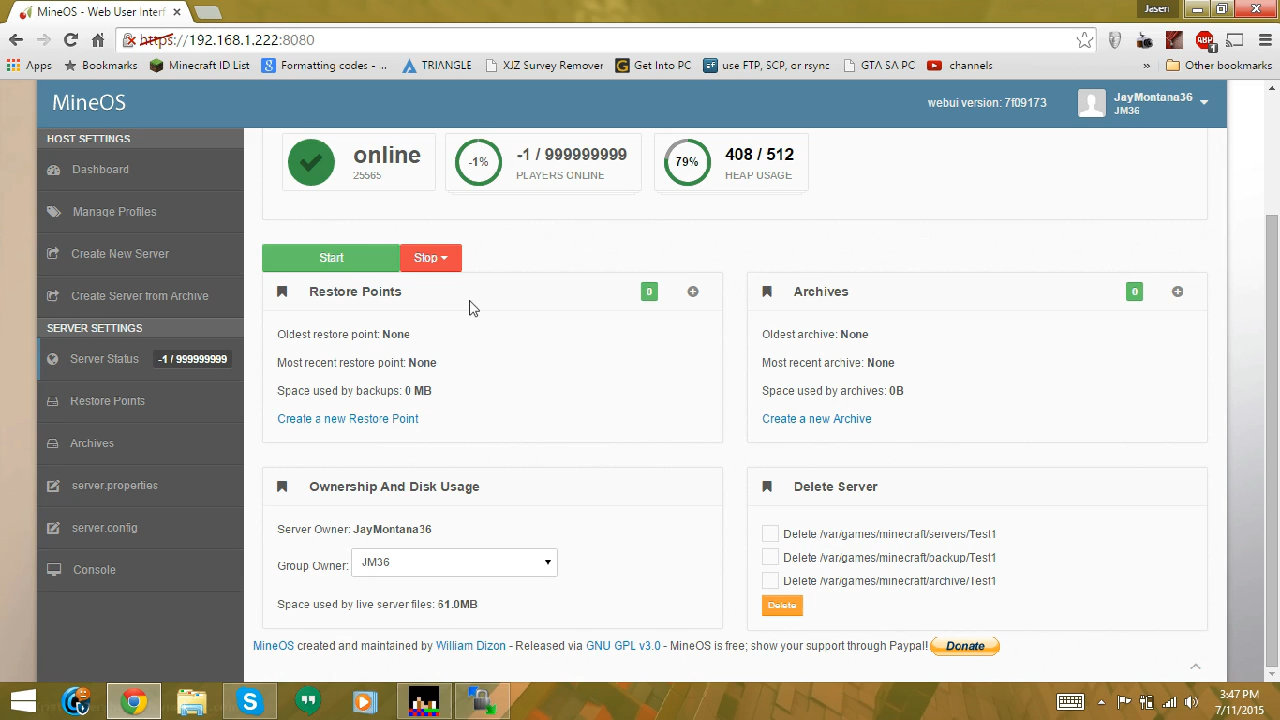 MineOS - Web User Interf
Jasen
https://192.168.1.222:8080
Apps
Bookmarks
Minecraft ID List
Formatting codes - ...
TRIANGLE
XJZ Survey Remover
Get Into PC
use FTP, SCP, or rsync
GTA SA PC
channels
»
Other bookmarks
MineOS
webui version: 7f09173
JayMontana36
JM36
HOST SETTINGS
Dashboard
Manage Profiles
Create New Server
Create Server from Archive
SERVER SETTINGS
Server Status -1 / 999999999
Restore Points
Archives
server.properties
server.config
Console
online
25565
-1%
-1 / 999999999
PLAYERS ONLINE
79%
408 / 512
HEAP USAGE
Start
Stop
Restore Points
0
Oldest restore point: None
Most recent restore point: None
Space used by backups: 0 MB
Create a new Restore Point
Archives
0
Oldest archive: None
Most recent archive: None
Space used by archives: 0B
Create a new Archive
Ownership And Disk Usage
Server Owner: JayMontana36
Group Owner: JM36
Space used by live server files: 61.0MB
Delete Server
Delete /var/games/minecraft/servers/Test1
Delete /var/games/minecraft/backup/Test1
Delete /var/games/minecraft/archive/Test1
Delete
MineOS created and maintained by William Dizon - Released via GNU GPL v3.0 - MineOS is free; show your support through Paypal! Donate
3:47 PM
7/11/2015